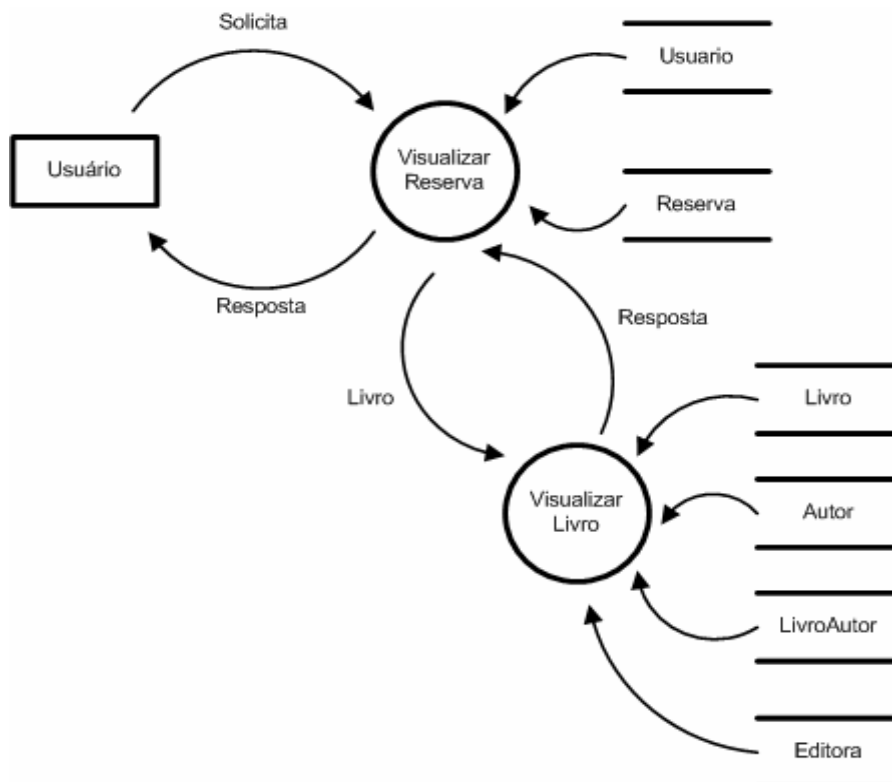 Solicita
Usuario
Usuário
Visualizar
Reserva
Reserva
Resposta
Resposta
Livro
Livro
Visualizar
Livro
Autor
LivroAutor
Editora